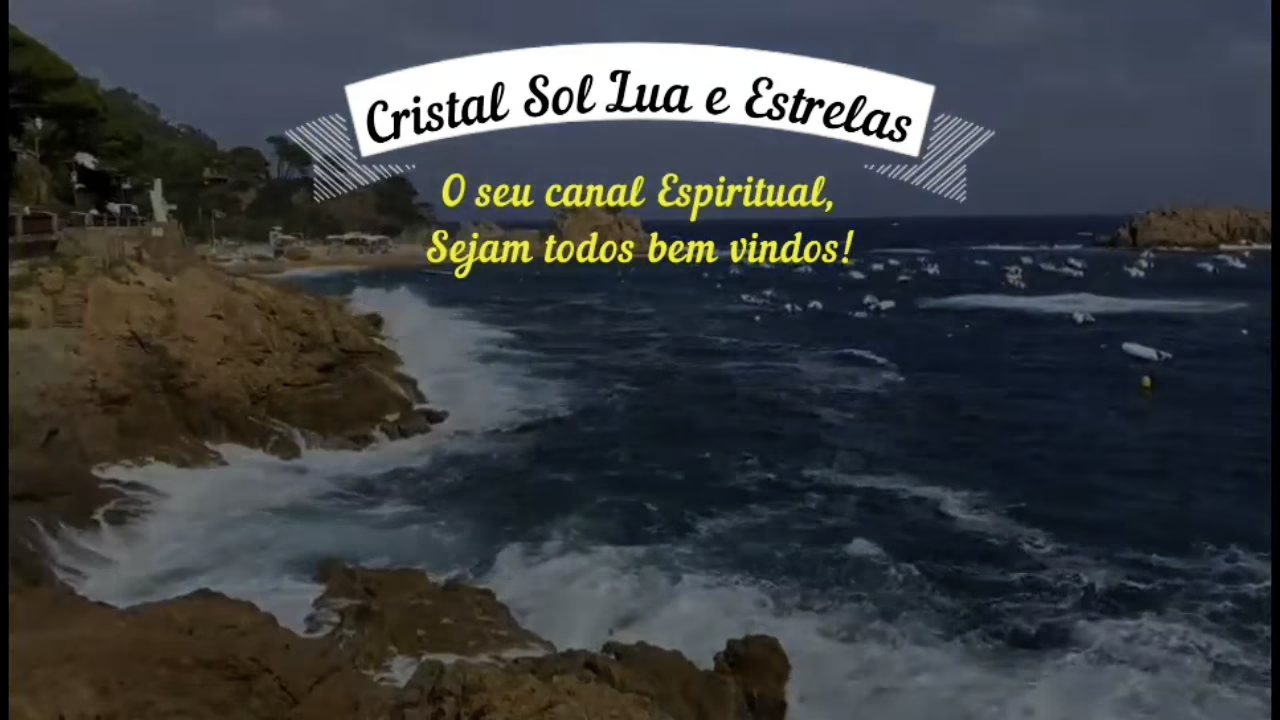 Cristal Sol Lua e Estrelas
O seu canal Espiritual,
Sejam todos bem vindos!